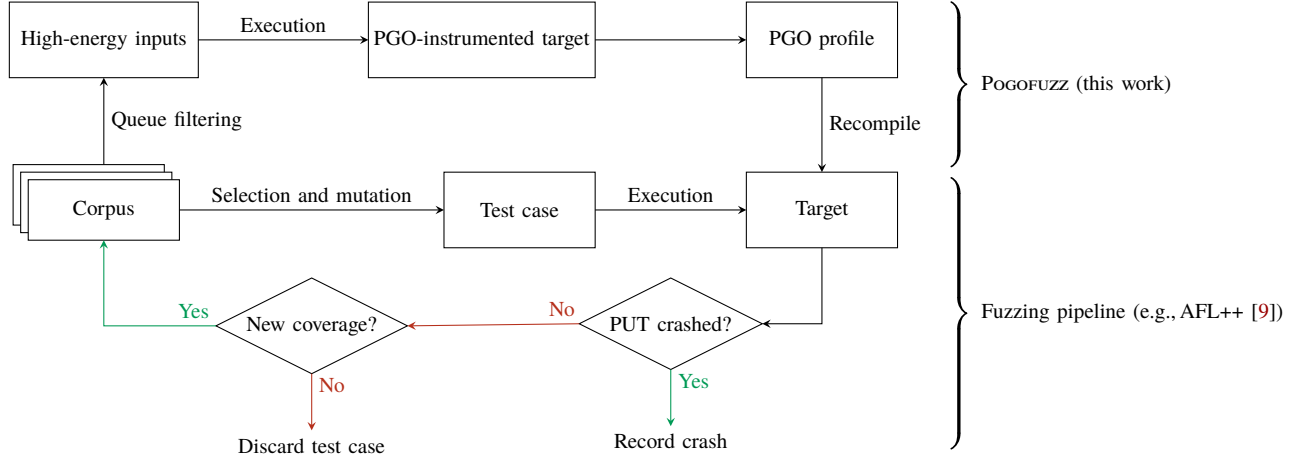 High-energy inputs
Execution
PGO-instrumented target
PGO profile
Pogofuzz (this work)
Queue filtering
Recompile
Corpus
Selection and mutation
Test case
Execution
Target
Yes
New coverage?
No
PUT crashed?
Fuzzing pipeline (e.g., AFL++ [9])
No
Yes
Discard test case
Record crash